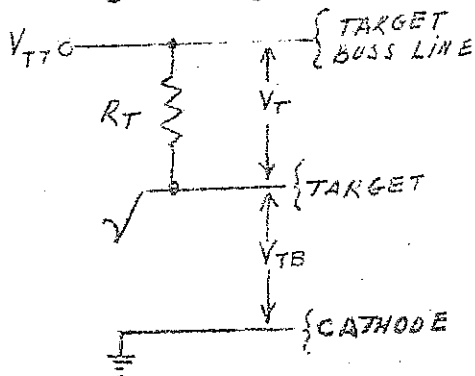 TARGET
V_TT
BUSS LINE
R_T
V_T
TARGET
V_TB
CATHODE